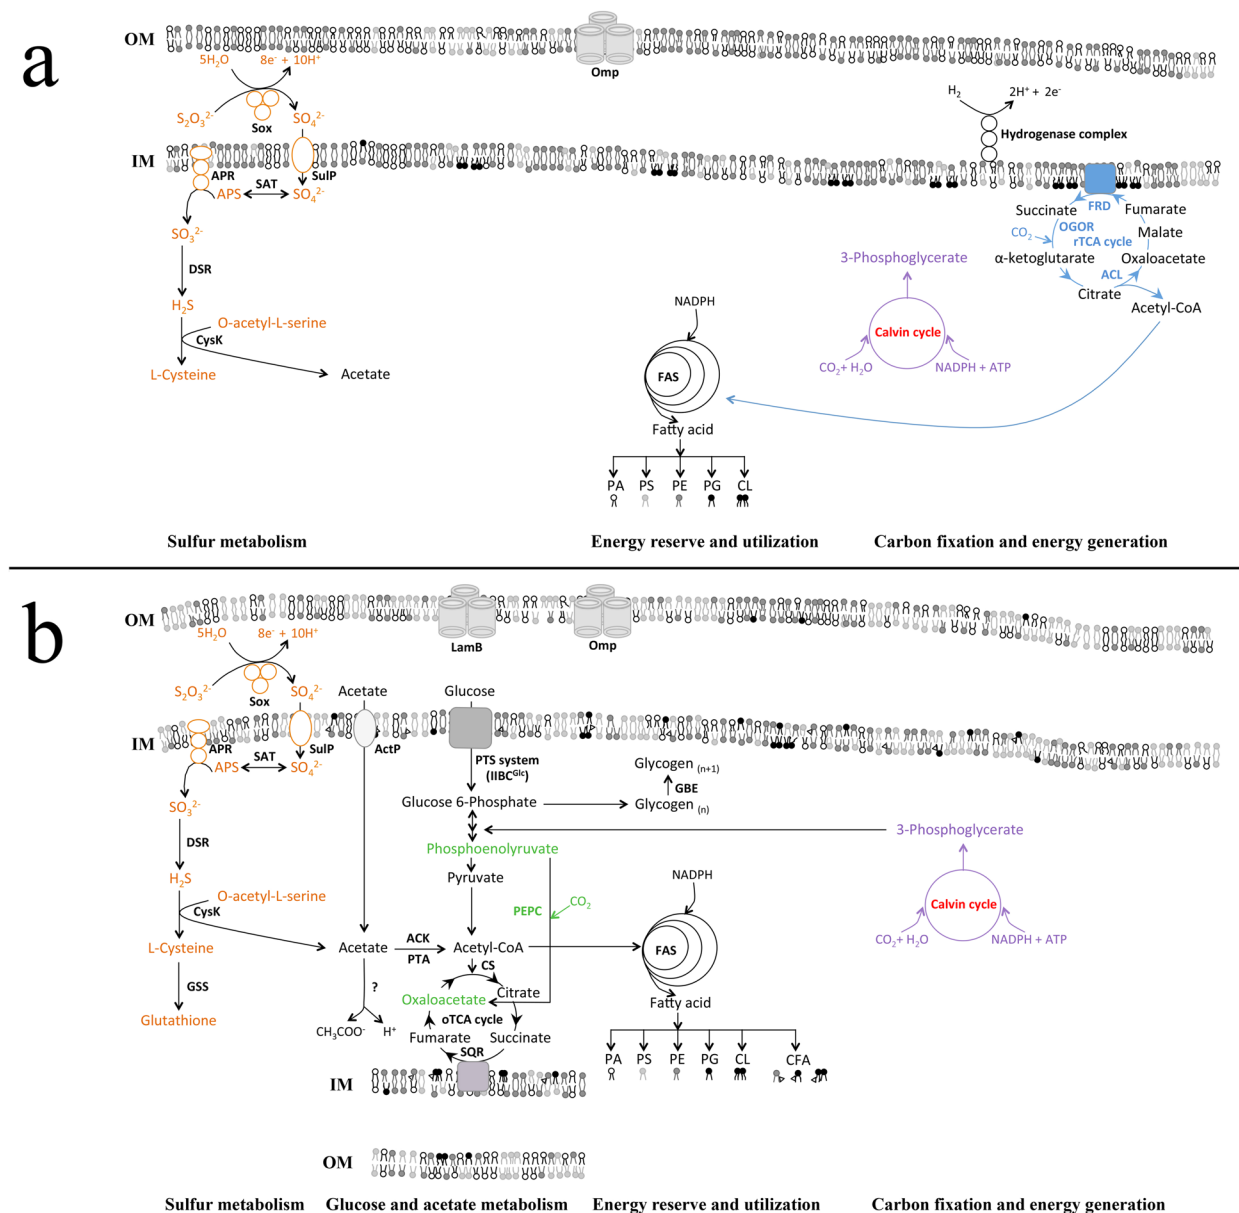 a
OM
5H2O
8e- + 10H+
Omp
S2O3 2-
Sox
SO4 2-
H2
2H+ + 2e-
Hydrogenase complex
IM
APR
SAT
SulP
APS
SO4 2-
FRD
Succinate
Fumarate
SO3 2-
CO2
OGOR
Malate
rTCA cycle
3-Phosphoglycerate
α-ketoglutarate
Oxaloacetate
DSR
ACL
Citrate
Acetyl-CoA
H2S
NADPH
O-acetyl-L-serine
Calvin cycle
CysK
CO2+ H2O
NADPH + ATP
L-Cysteine
Acetate
FAS
Fatty acid
PA
PS
PE
PG
CL
Sulfur metabolism
Energy reserve and utilization
Carbon fixation and energy generation
b
OM
5H2O
8e- + 10H+
LamB
Omp
S2O3 2-
Sox
SO4 2-
Acetate
Glucose
IM
APR
SAT
SulP
ActP
APS
SO4 2-
PTS system
(IIBCGlc)
Glycogen (n+1)
GBE
SO3 2-
Glucose 6-Phosphate
Glycogen (n)
DSR
3-Phosphoglycerate
Phosphoenolyruvate
H2S
Pyruvate
NADPH
O-acetyl-L-serine
PEPC
CO2
Calvin cycle
CysK
L-Cysteine
Acetate
ACK
PTA
Acetyl-CoA
FAS
CO2+ H2O
NADPH + ATP
CS
GSS
?
Citrate
Oxaloacetate
Fatty acid
Glutathione
oTCA cycle
CH3COO-
H+
Fumarate
Succinate
SQR
PA
PS
PE
PG
CL
CFA
IM
OM
Sulfur metabolism
Glucose and acetate metabolism
Energy reserve and utilization
Carbon fixation and energy generation